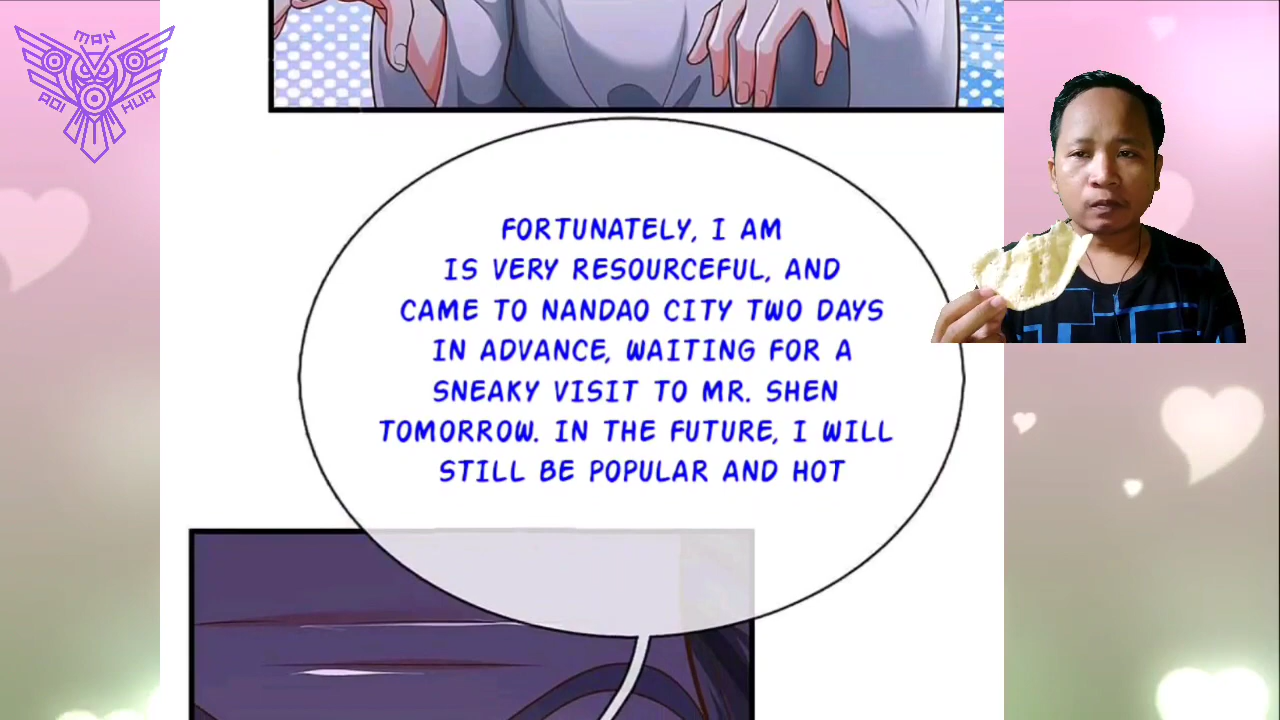 MAN
ADI HUA
FORTUNATELY, I AM
IS VERY RESOURCEFUL, AND
CAME TO NANDAO CITY TWO DAYS
IN ADVANCE, WAITING FOR A
SNEAKY VISIT TO MR. SHEN
TOMORROW. IN THE FUTURE, I WILL
STILL BE POPULAR AND HOT